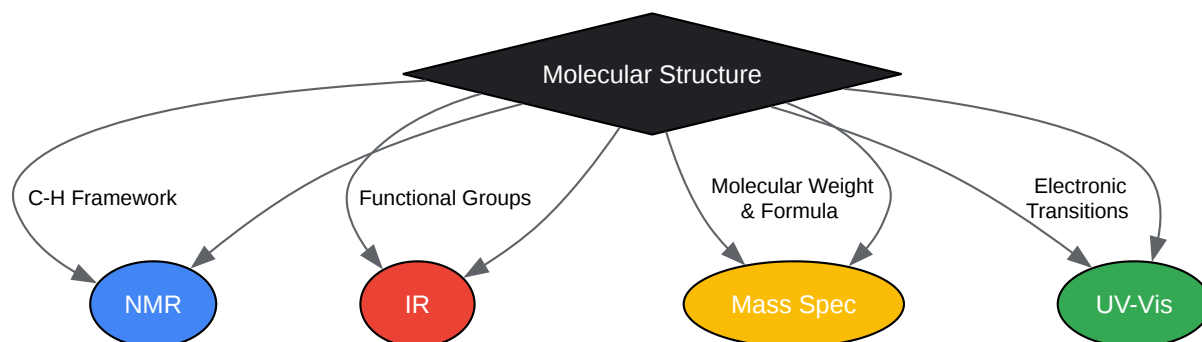 Molecular Structure
C-H Framework
Functional Groups
Molecular Weight
& Formula
Electronic
Transitions
NMR
IR
Mass Spec
UV-Vis